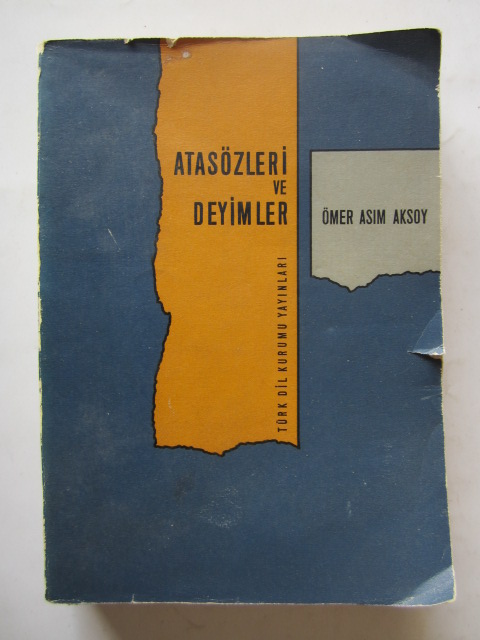 ATASÖZLERİ
VE
DEYİMLER
ÖMER ASIM AKSOY
TÜRK DİL KURUMU YAYINLARI